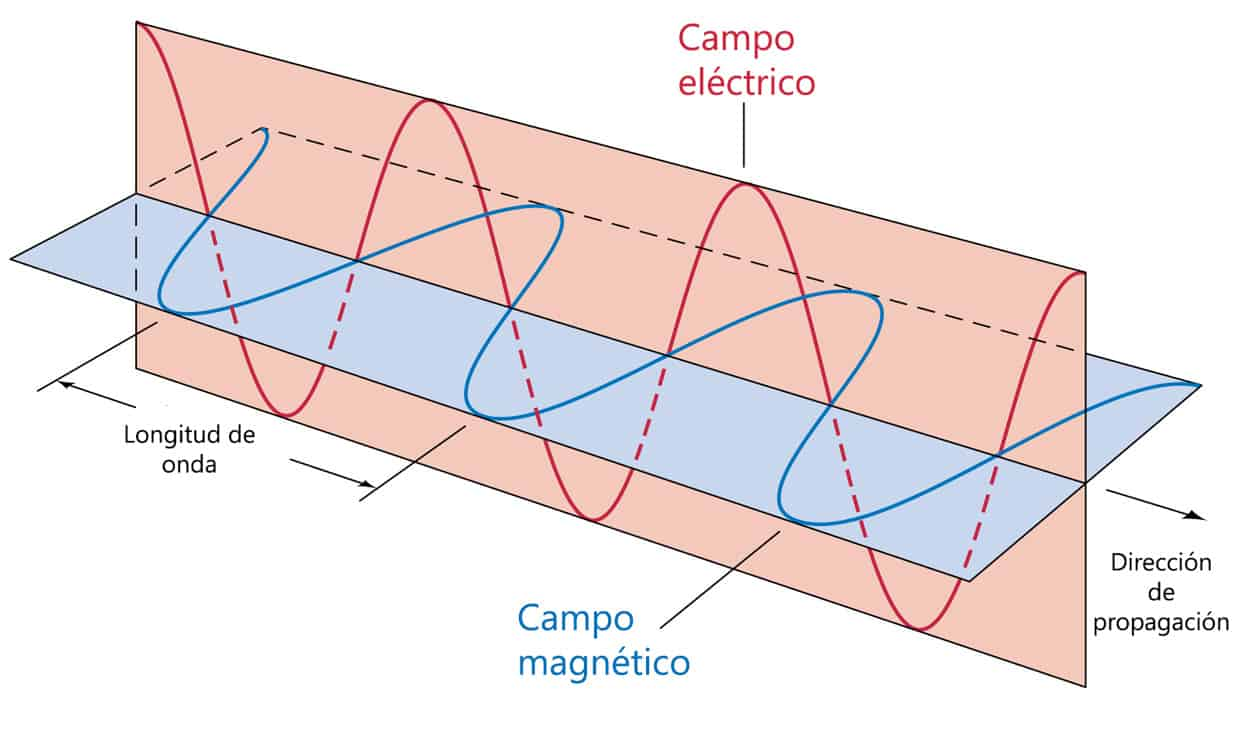 Campo
eléctrico
Longitud de
onda
Dirección
de
propagación
Campo
magnético